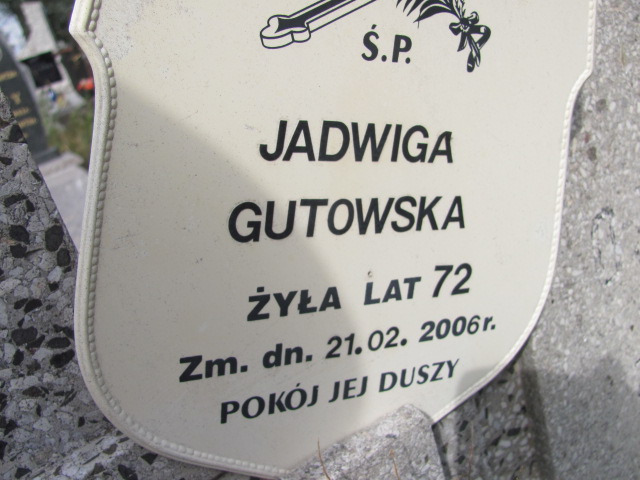 Ś.P.
JADWIGA
GUTOWSKA
ŻYŁA LAT 72
Zm. dn. 21.02. 2006r.
POKÓJ JEJ DUSZY